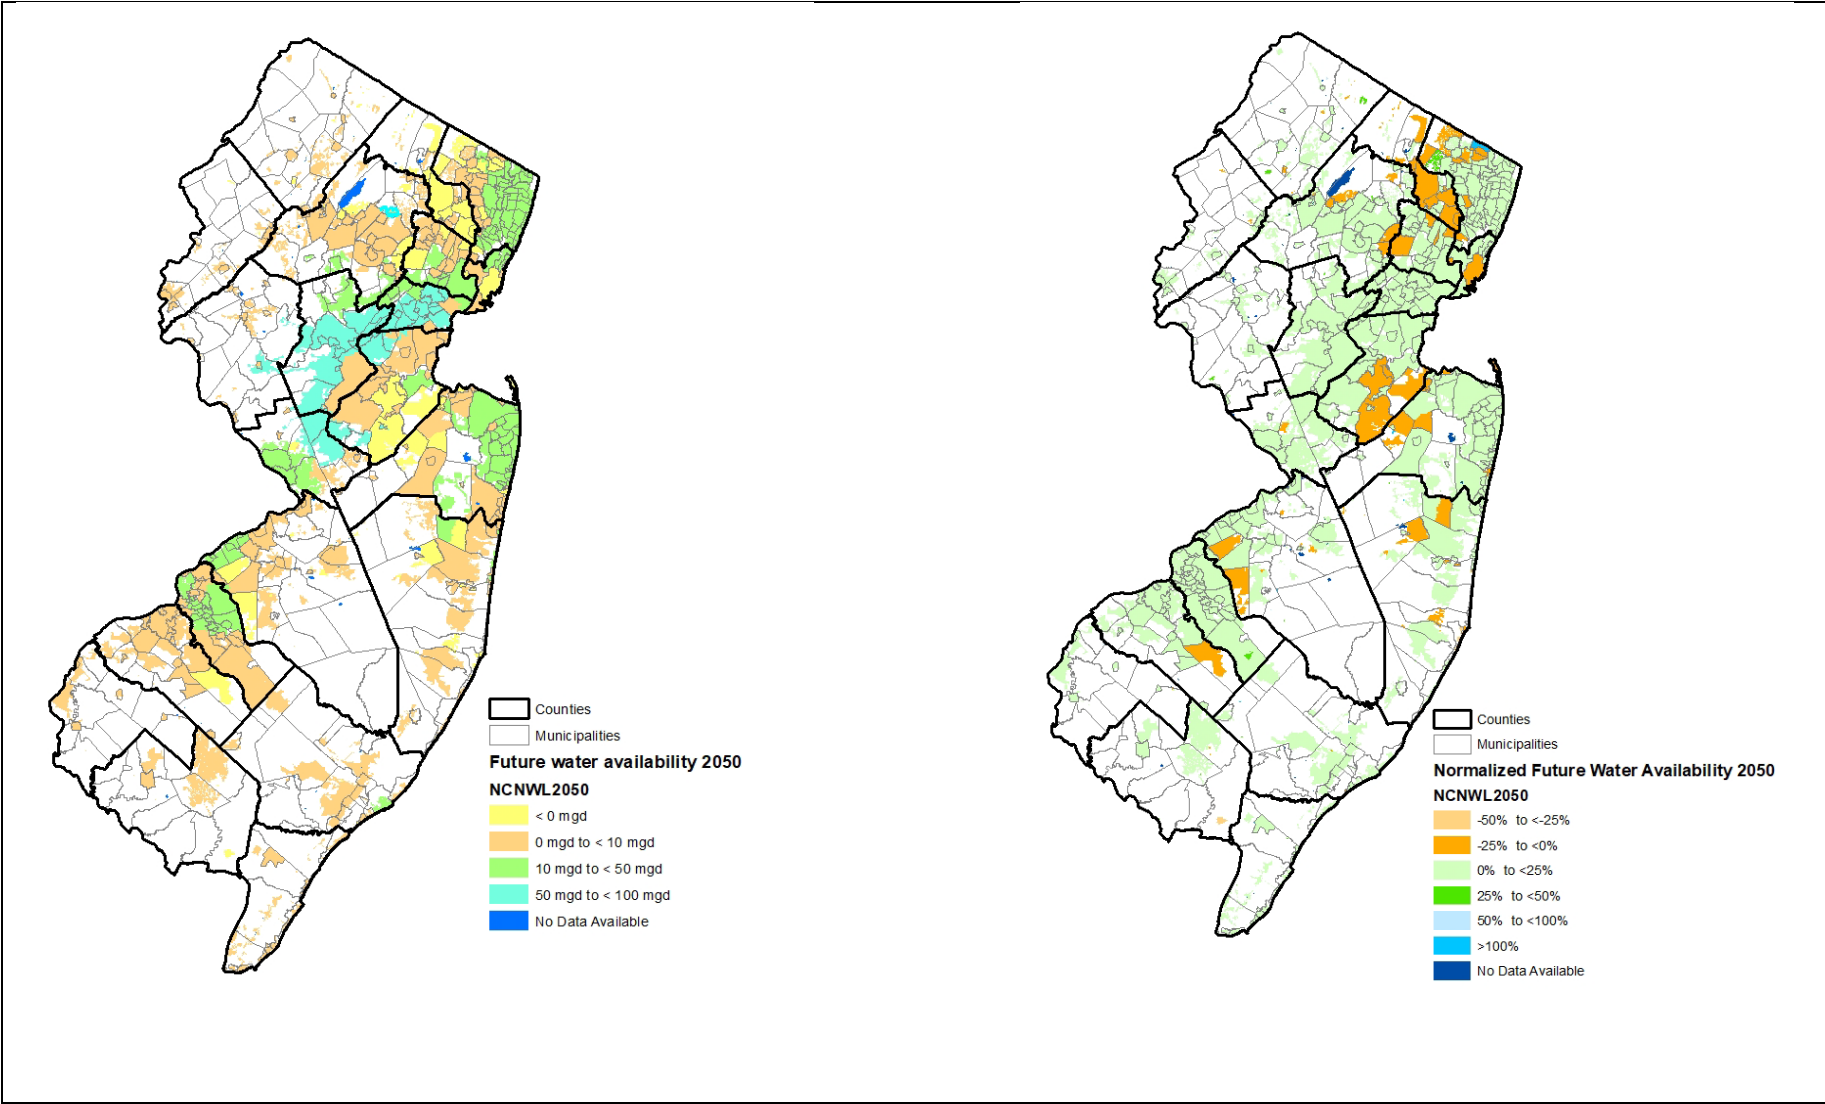 Counties
Municipalities
Future water availability 2050
NCNWL2050
< 0 mgd
0 mgd to < 10 mgd
10 mgd to < 50 mgd
50 mgd to < 100 mgd
No Data Available
Counties
Municipalities
Normalized Future Water Availability 2050
NCNWL2050
-50% to <-25%
-25% to <0%
0% to <25%
25% to <50%
50% to <100%
>100%
No Data Available